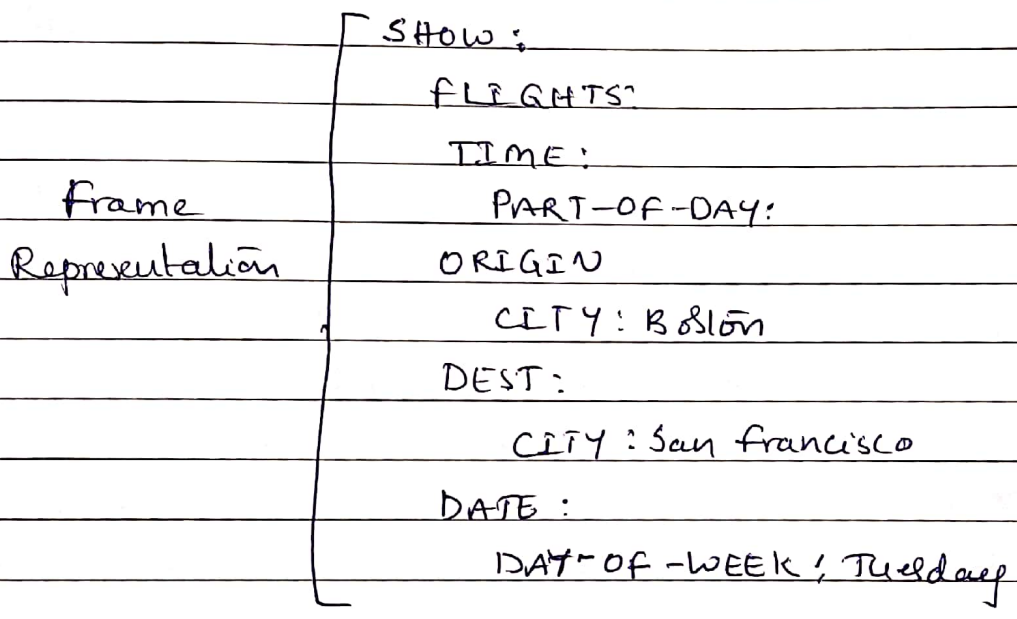 SHOW:
FLIGHTS:
TIME:
Frame
PART-OF-DAY:
Representation
ORIGIN
CITY: Boston
DEST:
CITY: San Francisco
DATE:
DAY-OF-WEEK: Tuesday